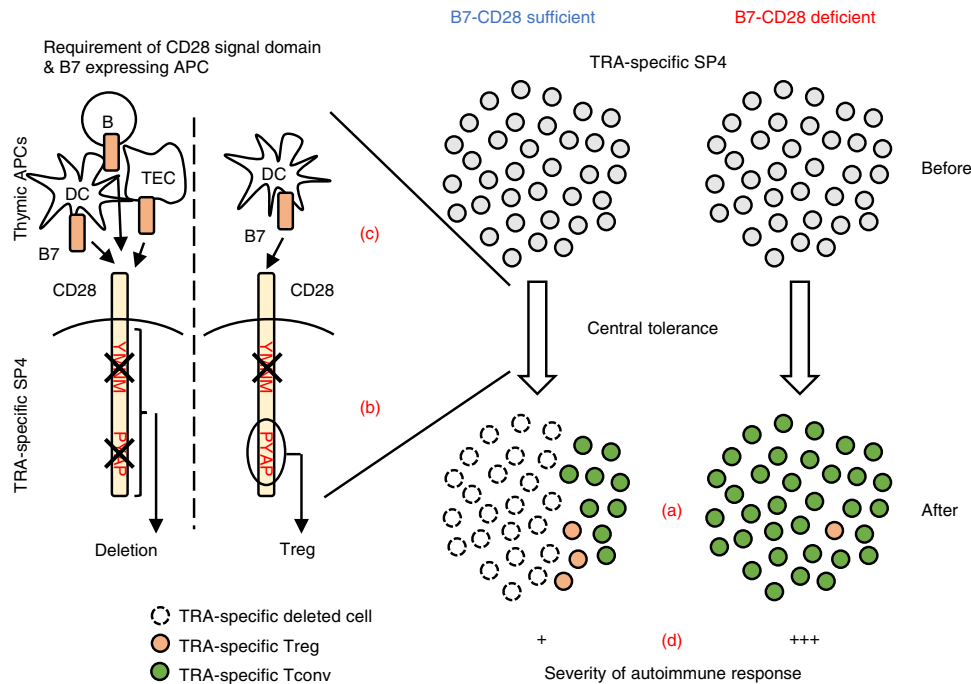 B7-CD28 sufficient
B7-CD28 deficient
Requirement of CD28 signal domain
& B7 expressing APC
TRA-specific SP4
Thymic APCs
B
DC
TEC
B7
DC
B7
(c)
Before
CD28
CD28
Central tolerance
TRA-specific SP4
YMNM
PYAP
YMNM
PYAP
(b)
(a)
After
Deletion
Treg
TRA-specific deleted cell
TRA-specific Treg
TRA-specific Tconv
+
(d)
+++
Severity of autoimmune response